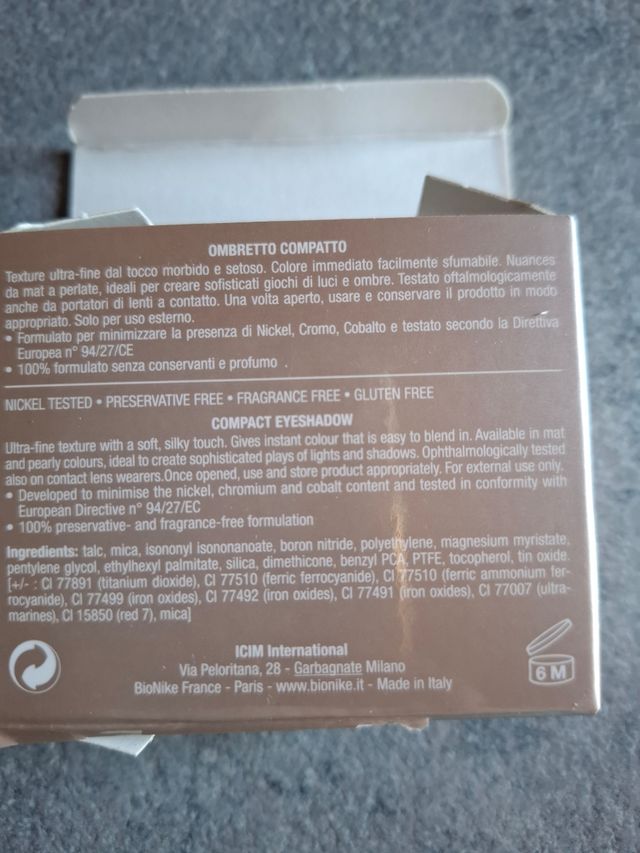 OMBRETTO COMPATTO
Texture ultra-fine dal tocco morbido e setoso. Colore immediato facilmente sfumabile. Nuances
da mat a perlate, ideali per creare sofisticati giochi di luci e ombre. Testato oftalmologicamente
anche da portatori di lenti a contatto. Una volta aperto, usare e conservare il prodotto in modo
appropriato. Solo per uso esterno.
• Formulato per minimizzare la presenza di Nickel, Cromo, Cobalto e testato secondo la Direttiva
Europea n° 94/27/CE
• 100% formulato senza conservanti e profumo .
NICKEL TESTED • PRESERVATIVE FREE • FRAGRANCE FREE • GLUTEN FREE
COMPACT EYESHADOW
Ultra-fine texture with a soft, silky touch. Gives instant colour that is easy to blend in. Available in mat
and pearly colours, ideal to create sophisticated plays of lights and shadows. Ophthalmologically tested
also on contact lens wearers.Once opened, use and store product appropriately. For external use only.
• Developed to minimise the nickel, chromium and cobalt content and tested in conformity with
European Directive n° 94/27/EC
• 100% preservative- and fragrance-free formulation
Ingredients: talc, mica, isononyl isononanoate, boron nitride, polyethylene, magnesium myristate,
pentylene glycol, ethylhexyl palmitate, silica, dimethicone, benzyl PCA, PTFE, tocopherol, tin oxide.
[+/- : CI 77891 (titanium dioxide), CI 77510 (ferric ferrocyanide), CI 77510 (ferric ammonium fer-
rocyanide), CI 77499 (iron oxides), CI 77492 (iron oxides), CI 77491 (iron oxides), CI 77007 (ultra-
marines), CI 15850 (red 7), mica]
ICIM International
Via Peloritana, 28 - Garbagnate Milano
BioNike France - Paris - www.bionike.it - Made in Italy
6 M